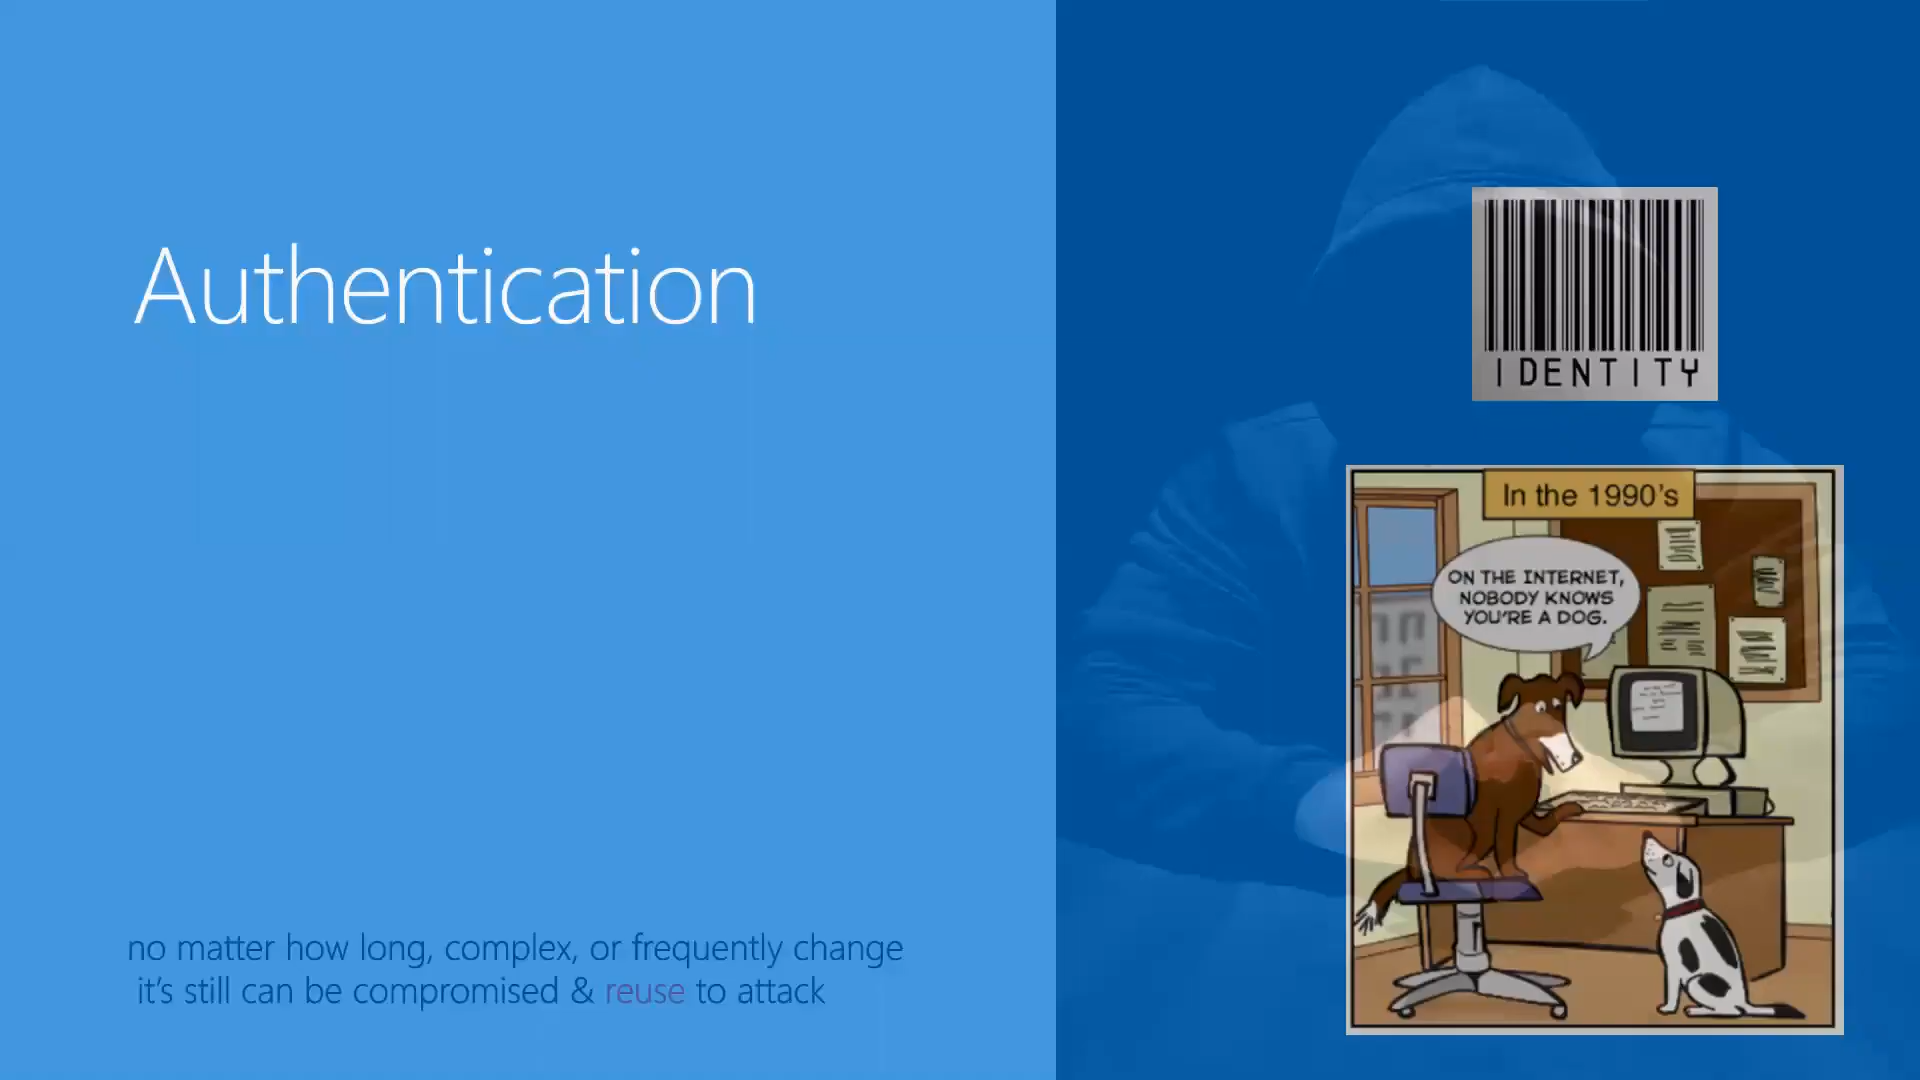 Authentication
no matter how long, complex, or frequently change
it's still can be compromised & reuse to attack
IDENTITY
In the 1990's
ON THE INTERNET,
NOBODY KNOWS
YOU'RE A DOG.